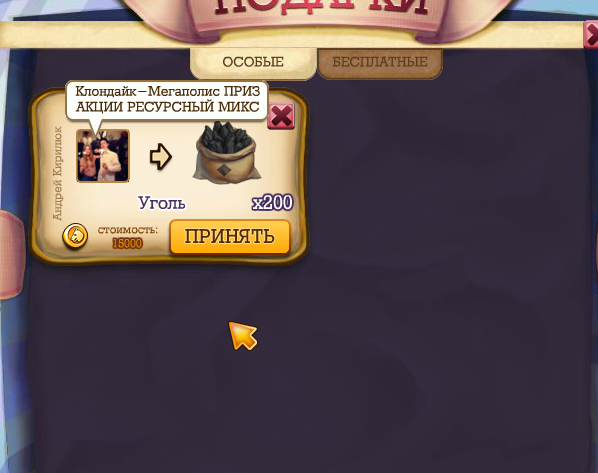 ПОДАРКИ
ОСОБЫЕ
БЕСПЛАТНЫЕ
Клондайк-Мегаполис ПРИЗ
АКЦИИ РЕСУРСНЫЙ МИКС
Андрей Кирилюк
Уголь
x200
стоимость:
15000
ПРИНЯТЬ